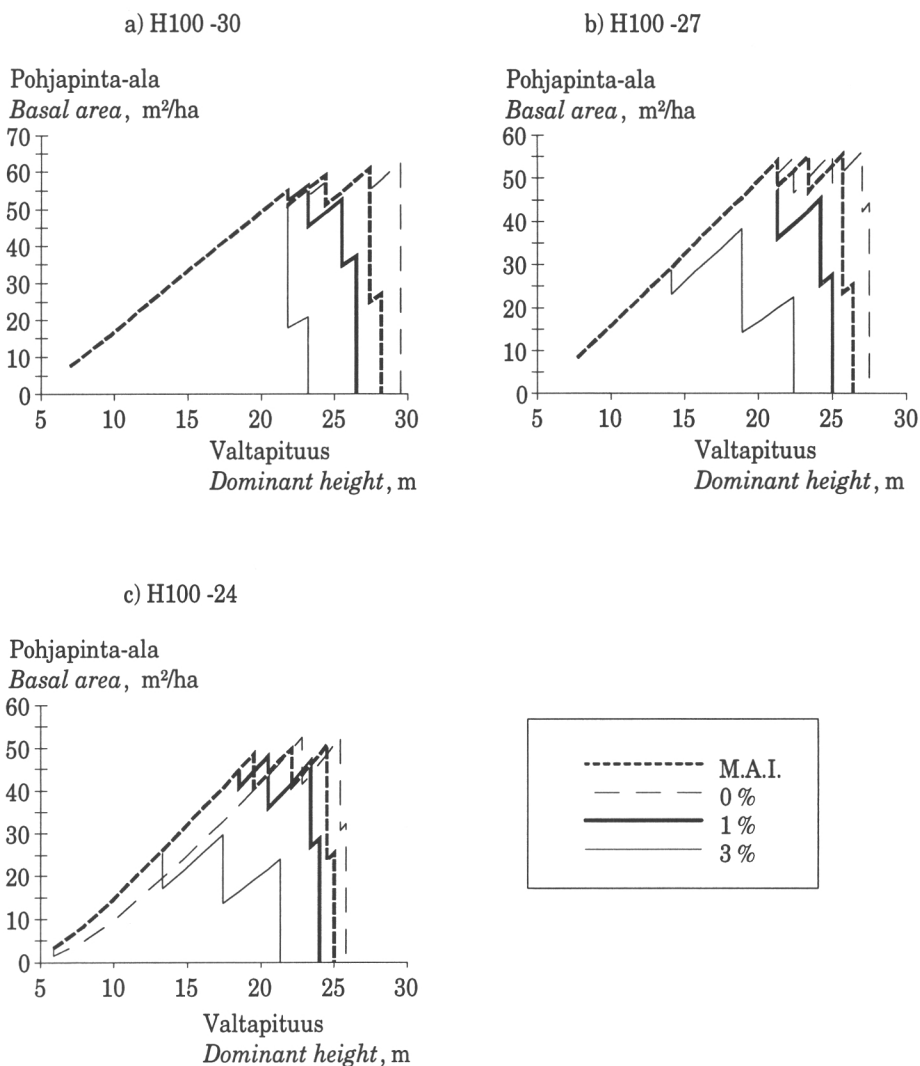 a) H100 -30
Pohjapinta-ala
Basal area, m²/ha
70
60
50
40
30
20
10
0
5 10 15 20 25 30
Valtapituus
Dominant height, m
b) H100 -27
Pohjapinta-ala
Basal area, m²/ha
60
50
40
30
20
10
0
5 10 15 20 25 30
Valtapituus
Dominant height, m
c) H100 -24
Pohjapinta-ala
Basal area, m²/ha
60
50
40
30
20
10
0
5 10 15 20 25 30
Valtapituus
Dominant height, m
M.A.I.
0 %
1 %
3 %